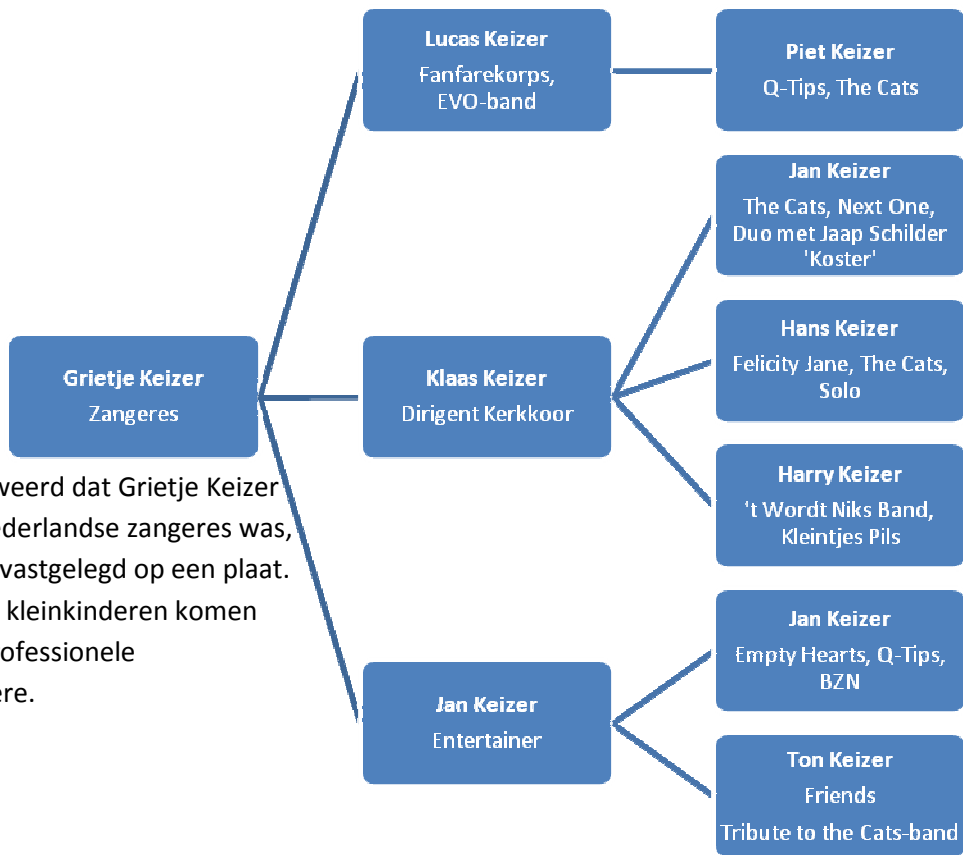 Lucas Keizer
Fanfarekorps,
EVO-band
Piet Keizer
Q-Tips, The Cats
Jan Keizer
The Cats, Next One,
Duo met Jaap Schilder
'Koster'
Hans Keizer
Felicity Jane, The Cats,
Solo
Grietje Keizer
Zangeres
Klaas Keizer
Dirigent Kerkkoor
Harry Keizer
't Wordt Niks Band,
Kleintjes Pils
weerd dat Grietje Keizer
ederlandse zangeres was,
vastgelegd op een plaat.
kleinkinderen komen
ofessionele
ere.
Jan Keizer
Entertainer
Jan Keizer
Empty Hearts, Q-Tips,
BZN
Ton Keizer
Friends
Tribute to the Cats-band